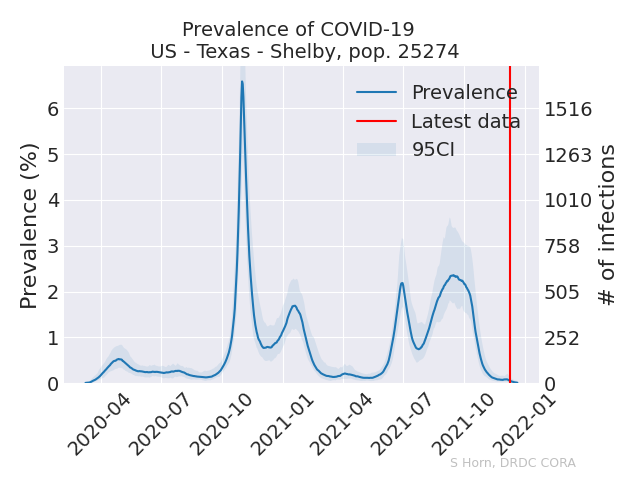 Prevalence of COVID-19
US - Texas - Shelby, pop. 25274
Prevalence
Latest data
95CI
Prevalence (%)
6
5
4
3
2
1
0
1516
1263
1010
758
505
252
0
# of infections
2020-04
2020-07
2020-10
2021-01
2021-04
2021-07
2021-10
2022-01
S Horn, DRDC CORA